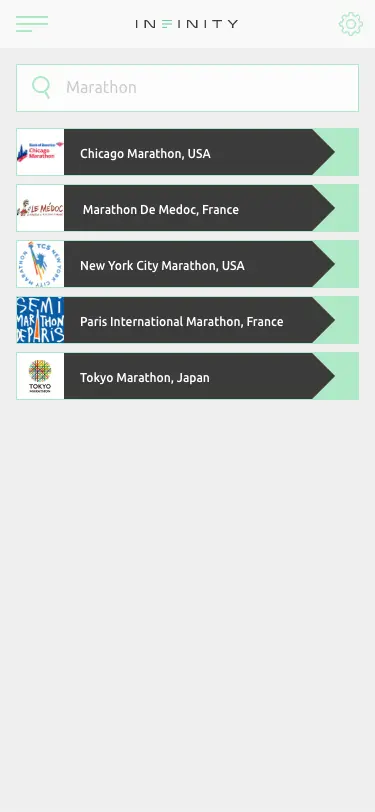 INFINITY
Marathon
Bank of America
Chicago
Marathon
Chicago Marathon, USA
LE MÉDOC
Marathon De Medoc, France
TCS NEW YORK CITY MARATHON
New York City Marathon, USA
SEMI
MARATHON
DE PARIS
Paris International Marathon, France
TOKYO
MARATHON
Tokyo Marathon, Japan